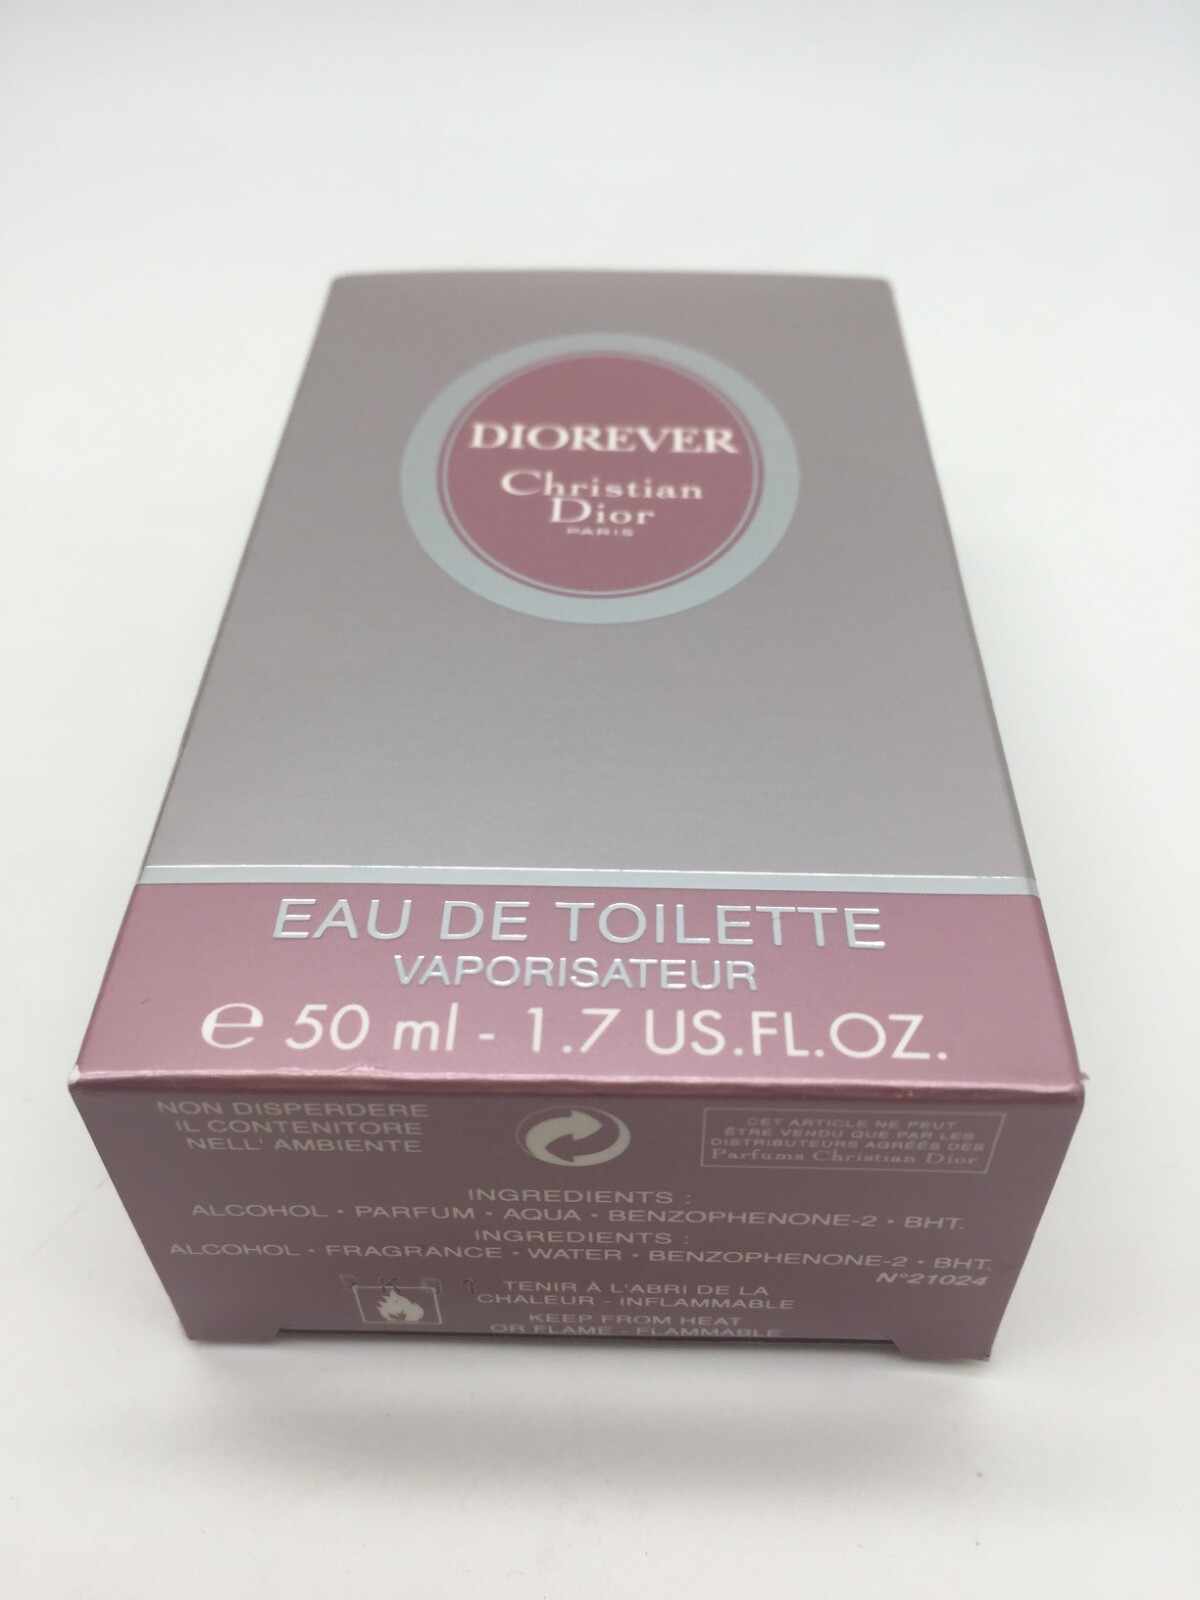 DIOREVER
Christian
Dior
PARIS
EAU DE TOILETTE
VAPORISATEUR
e 50 ml - 1.7 US.FL.OZ.
NON DISPERDERE
IL CONTENITORE
NELL' AMBIENTE
CET ARTICLE NE PEUT
ÊTRE VENDU QUE PAR LES
DISTRIBUTEURS AGRÉÉS DES
Parfums Christian Dior
INGREDIENTS :
ALCOHOL • PARFUM • AQUA • BENZOPHENONE-2 • BHT.
INGREDIENTS :
ALCOHOL • FRAGRANCE • WATER • BENZOPHENONE-2 • BHT.
N°21024
TENIR À L'ABRI DE LA
CHALEUR - INFLAMMABLE
KEEP FROM HEAT
OR FLAME - FLAMMABLE